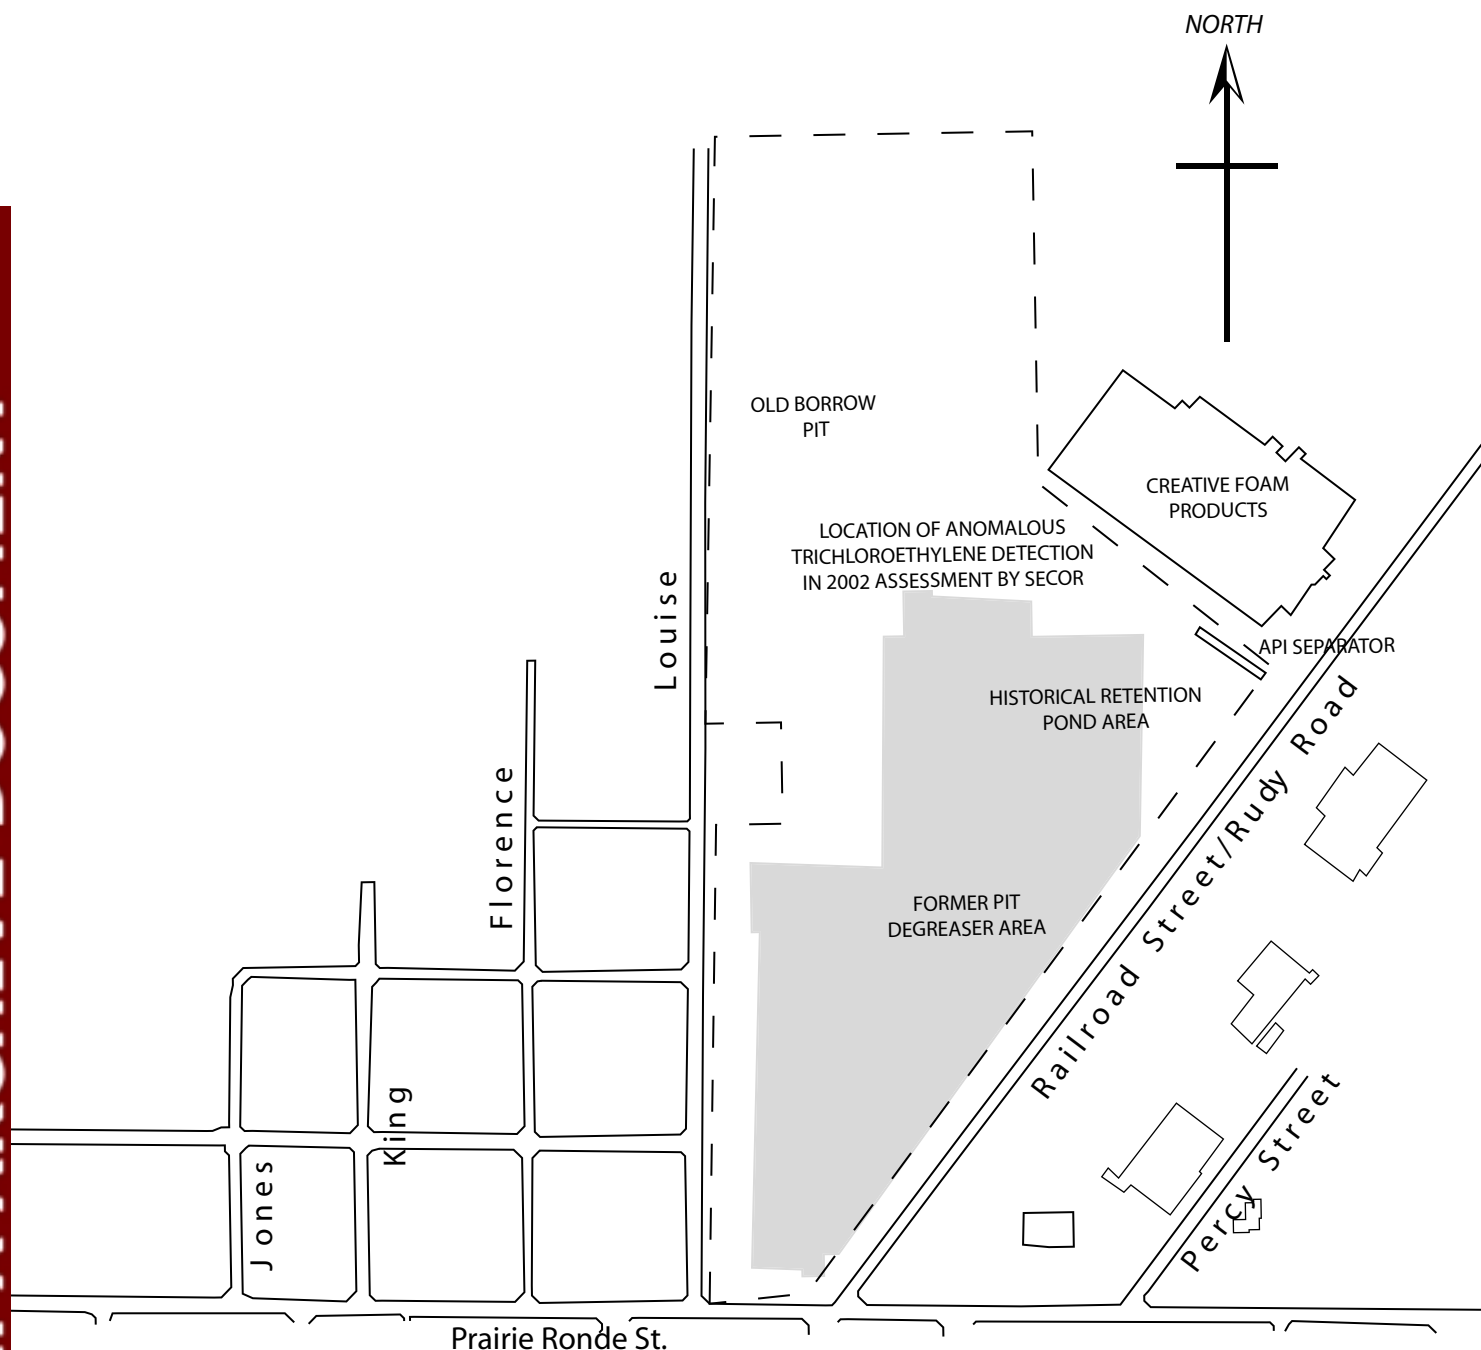 NORTH
OLD BORROW
PIT
CREATIVE FOAM
PRODUCTS
LOCATION OF ANOMALOUS
TRICHLOROETHYLENE DETECTION
IN 2002 ASSESSMENT BY SECOR
Louise
API SEPARATOR
HISTORICAL RETENTION
POND AREA
Florence
Railroad Street/Rudy Road
FORMER PIT
DEGREASER AREA
King
Jones
Percy Street
Prairie Ronde St.